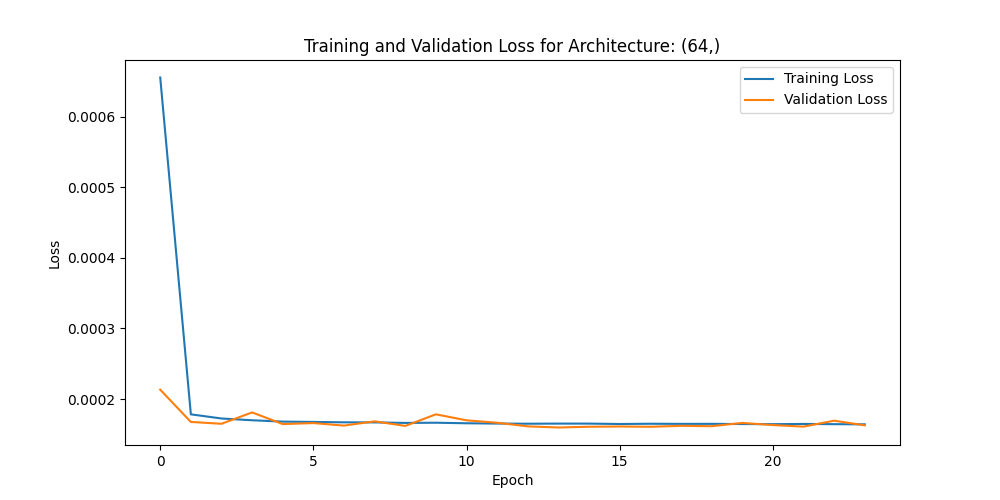 Training and Validation Loss for Architecture: (64,)
Training Loss
Validation Loss
0.0006
0.0005
0.0004
0.0003
0.0002
Loss
0 5 10 15 20
Epoch